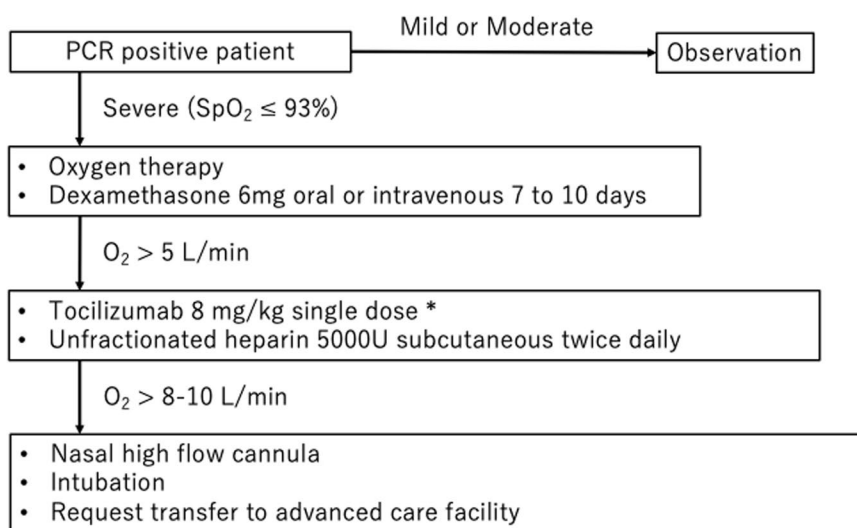 Mild or Moderate
PCR positive patient
Observation
Severe (SpO₂ ≤ 93%)
• Oxygen therapy
• Dexamethasone 6mg oral or intravenous 7 to 10 days
O₂ > 5 L/min
• Tocilizumab 8 mg/kg single dose *
• Unfractionated heparin 5000U subcutaneous twice daily
O₂ > 8-10 L/min
• Nasal high flow cannula
• Intubation
• Request transfer to advanced care facility